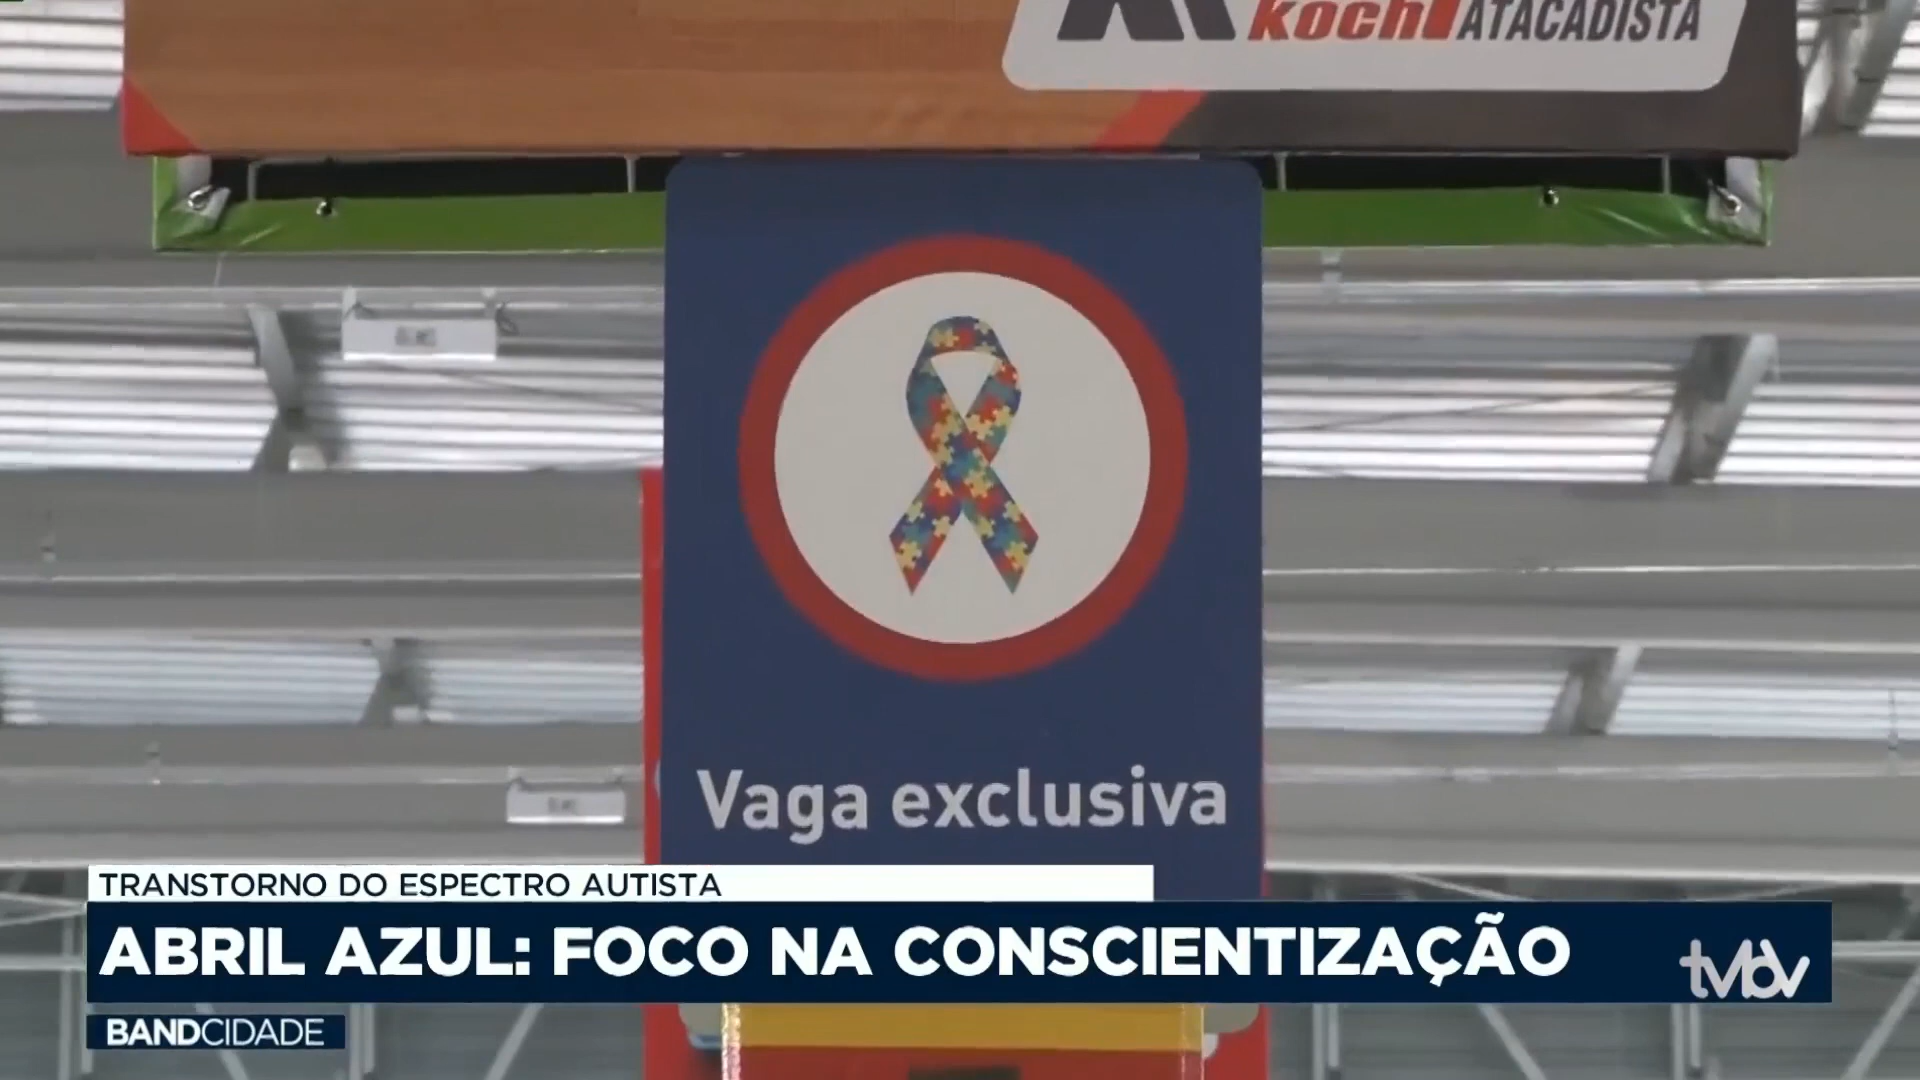 koch ATACADISTA
Vaga exclusiva
TRANSTORNO DO ESPECTRO AUTISTA
ABRIL AZUL: FOCO NA CONSCIENTIZAÇÃO
tvbv
BANDCIDADE